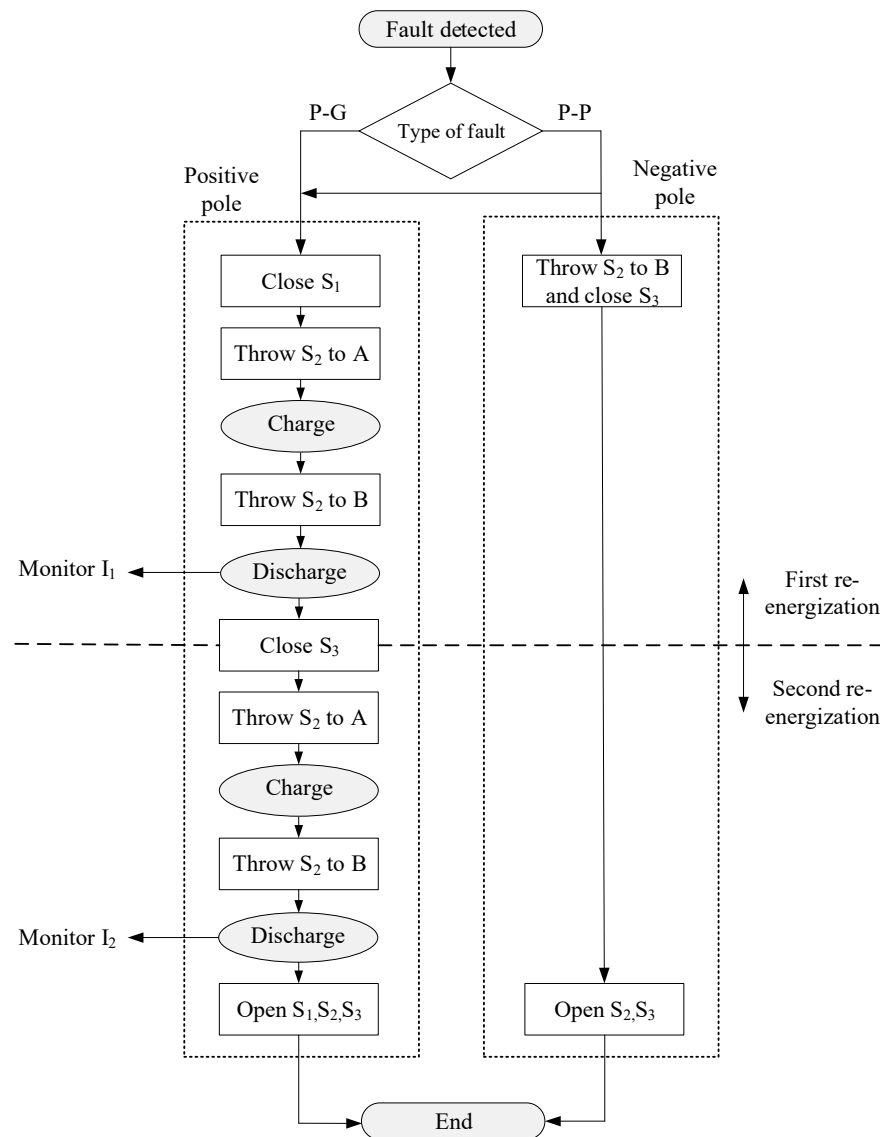 Fault detected
P-G
P-P
Type of fault
Positive
pole
Negative
pole
Close S₁
Throw S₂ to B
and close S₃
Throw S₂ to A
Charge
Throw S₂ to B
Monitor I₁
Discharge
First re-
energization
Close S₃
Second re-
energization
Throw S₂ to A
Charge
Throw S₂ to B
Monitor I₂
Discharge
Open S₁,S₂,S₃
Open S₂,S₃
End